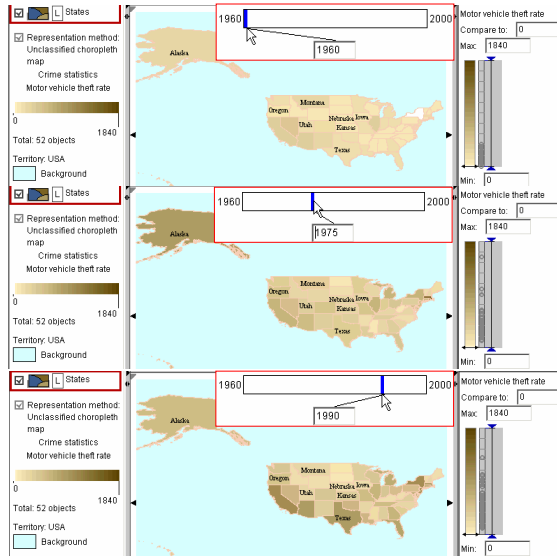 L States
Representation method:
Unclassified choropleth
map
Crime statistics
Motor vehicle theft rate
0
1840
Total: 52 objects
Territory: USA
Background
1960
2000
1960
Alaska
Montana
Oregon
Nebraska Iowa
Utah
Kansas
Texas
Motor vehicle theft rate
Compare to: 0
Max: 1840
Min: 0
L States
Representation method:
Unclassified choropleth
map
Crime statistics
Motor vehicle theft rate
0
1840
Total: 52 objects
Territory: USA
Background
1960
2000
1975
Alaska
Montana
Oregon
Nebraska Iowa
Utah
Kansas
Texas
Motor vehicle theft rate
Compare to: 0
Max: 1840
Min: 0
L States
Representation method:
Unclassified choropleth
map
Crime statistics
Motor vehicle theft rate
0
1840
Total: 52 objects
Territory: USA
Background
1960
2000
1990
Alaska
Montana
Oregon
Nebraska Iowa
Utah
Kansas
Texas
Motor vehicle theft rate
Compare to: 0
Max: 1840
Min: 0